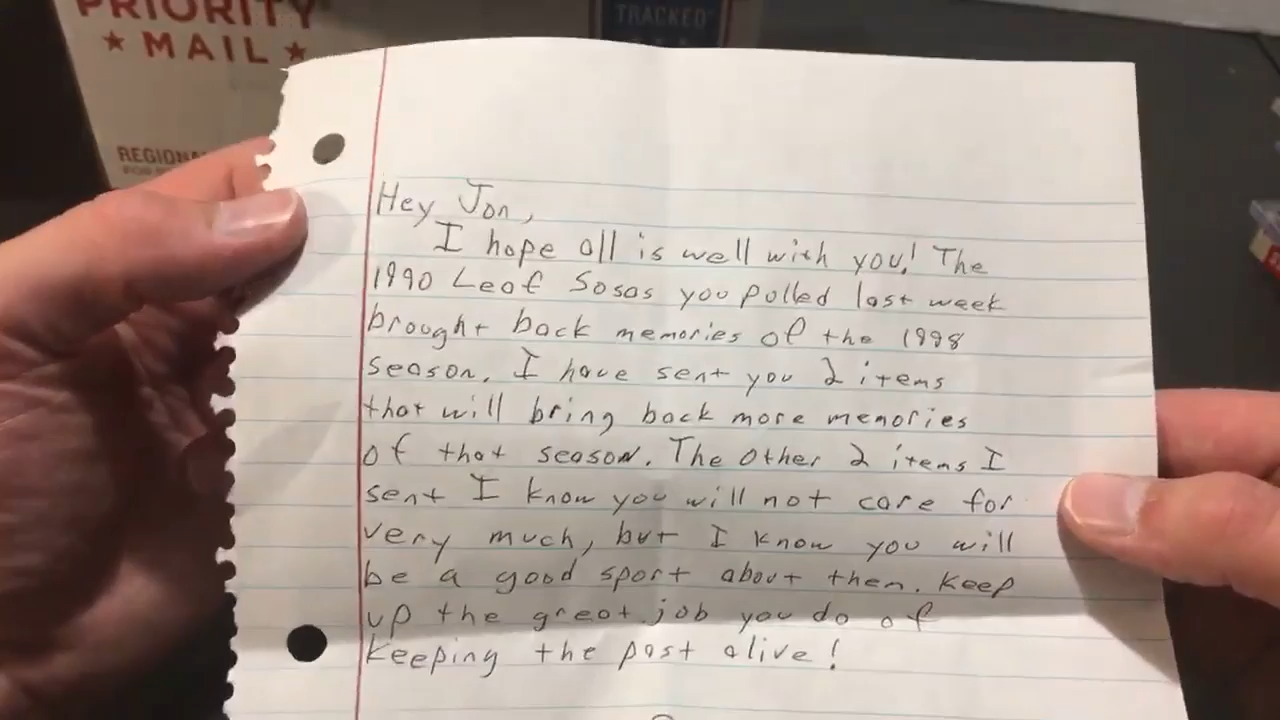 PRIORITY
★ MAIL ★
TRACKED
REGIONA
Hey Jon,
I hope all is well with you! The
1990 Leaf Sosas you pulled last week
brought back memories of the 1998
season. I have sent you 2 items
that will bring back more memories
of that season. The other 2 items I
sent I know you will not care for
very much, but I know you will
be a good sport about them. Keep
up the great job you do of
keeping the past alive!